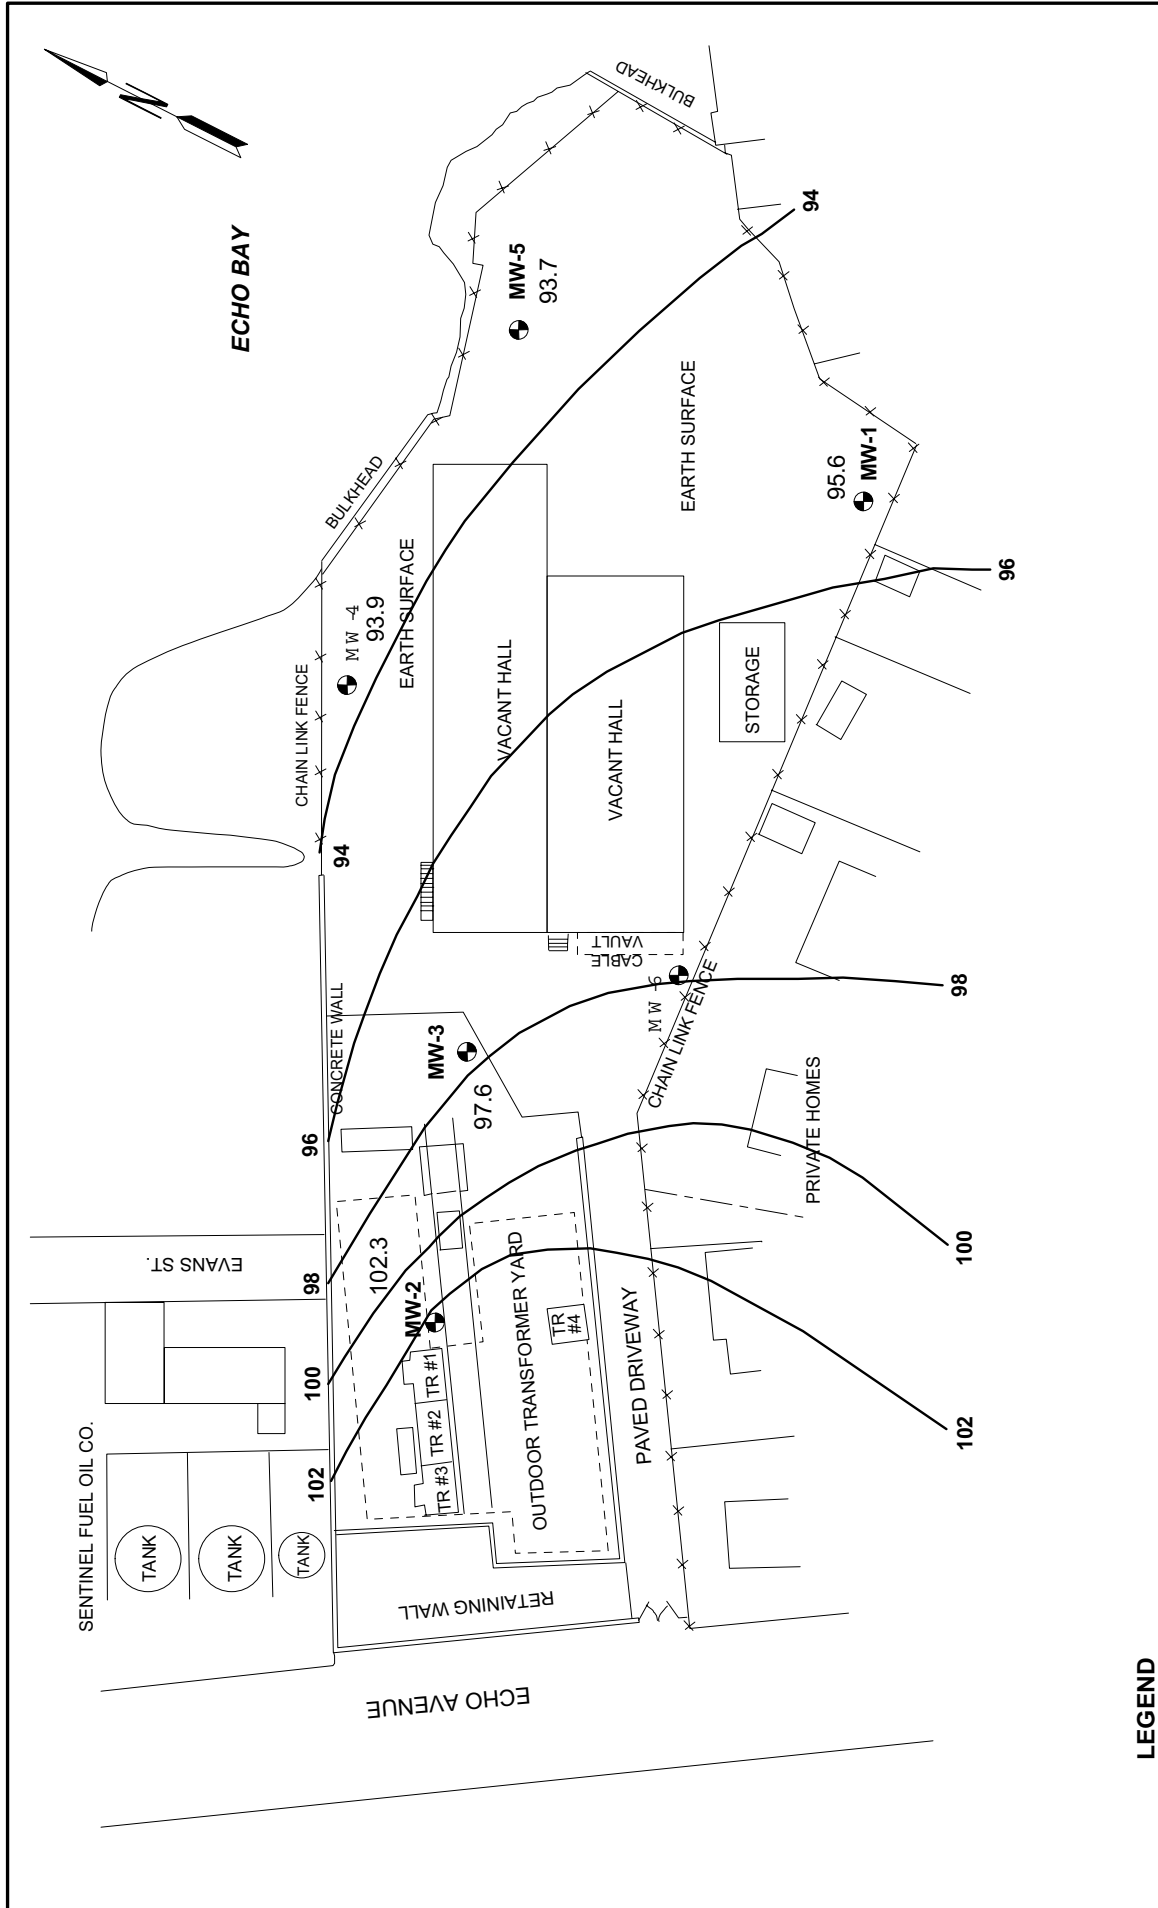 N
ECHO BAY
BULKHEAD
94
MW-5
93.7
EARTH SURFACE
95.6
MW-1
96
BULKHEAD
MW-4
93.9
EARTH SURFACE
CHAIN LINK FENCE
94
VACANT HALL
VACANT HALL
STORAGE
CABLE
VAULT
MW-6
CHAIN LINK FENCE
98
CONCRETE WALL
MW-3
97.6
96
PRIVATE HOMES
100
EVANS ST.
98
102.3
MW-2
100
TR #1
TR #2
TR #3
OUTDOOR TRANSFORMER YARD
TR
#4
PAVED DRIVEWAY
102
102
SENTINEL FUEL OIL CO.
TANK
TANK
TANK
RETAINING WALL
ECHO AVENUE
LEGEND